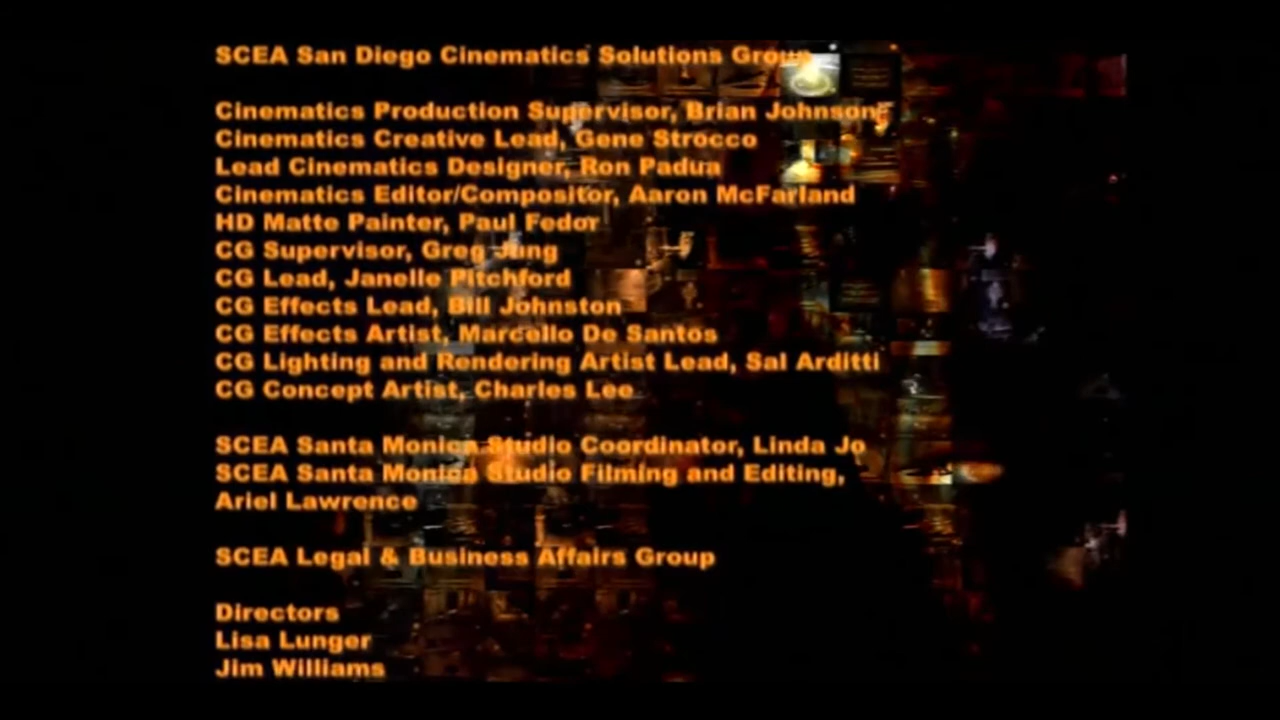 SCEA San Diego Cinematics Solutions Group
Cinematics Production Supervisor, Brian Johnson
Cinematics Creative Lead, Gene Strocco
Lead Cinematics Designer, Ron Padua
Cinematics Editor/Compositor, Aaron McFarland
HD Matte Painter, Paul Fedor
CG Supervisor, Greg Jung
CG Lead, Janelle Pitchford
CG Effects Lead, Bill Johnston
CG Effects Artist, Marcello De Santos
CG Lighting and Rendering Artist Lead, Sal Arditti
CG Concept Artist, Charles Lee
SCEA Santa Monica Studio Coordinator, Linda Jo
SCEA Santa Monica Studio Filming and Editing,
Ariel Lawrence
SCEA Legal & Business Affairs Group
Directors
Lisa Lunger
Jim Williams